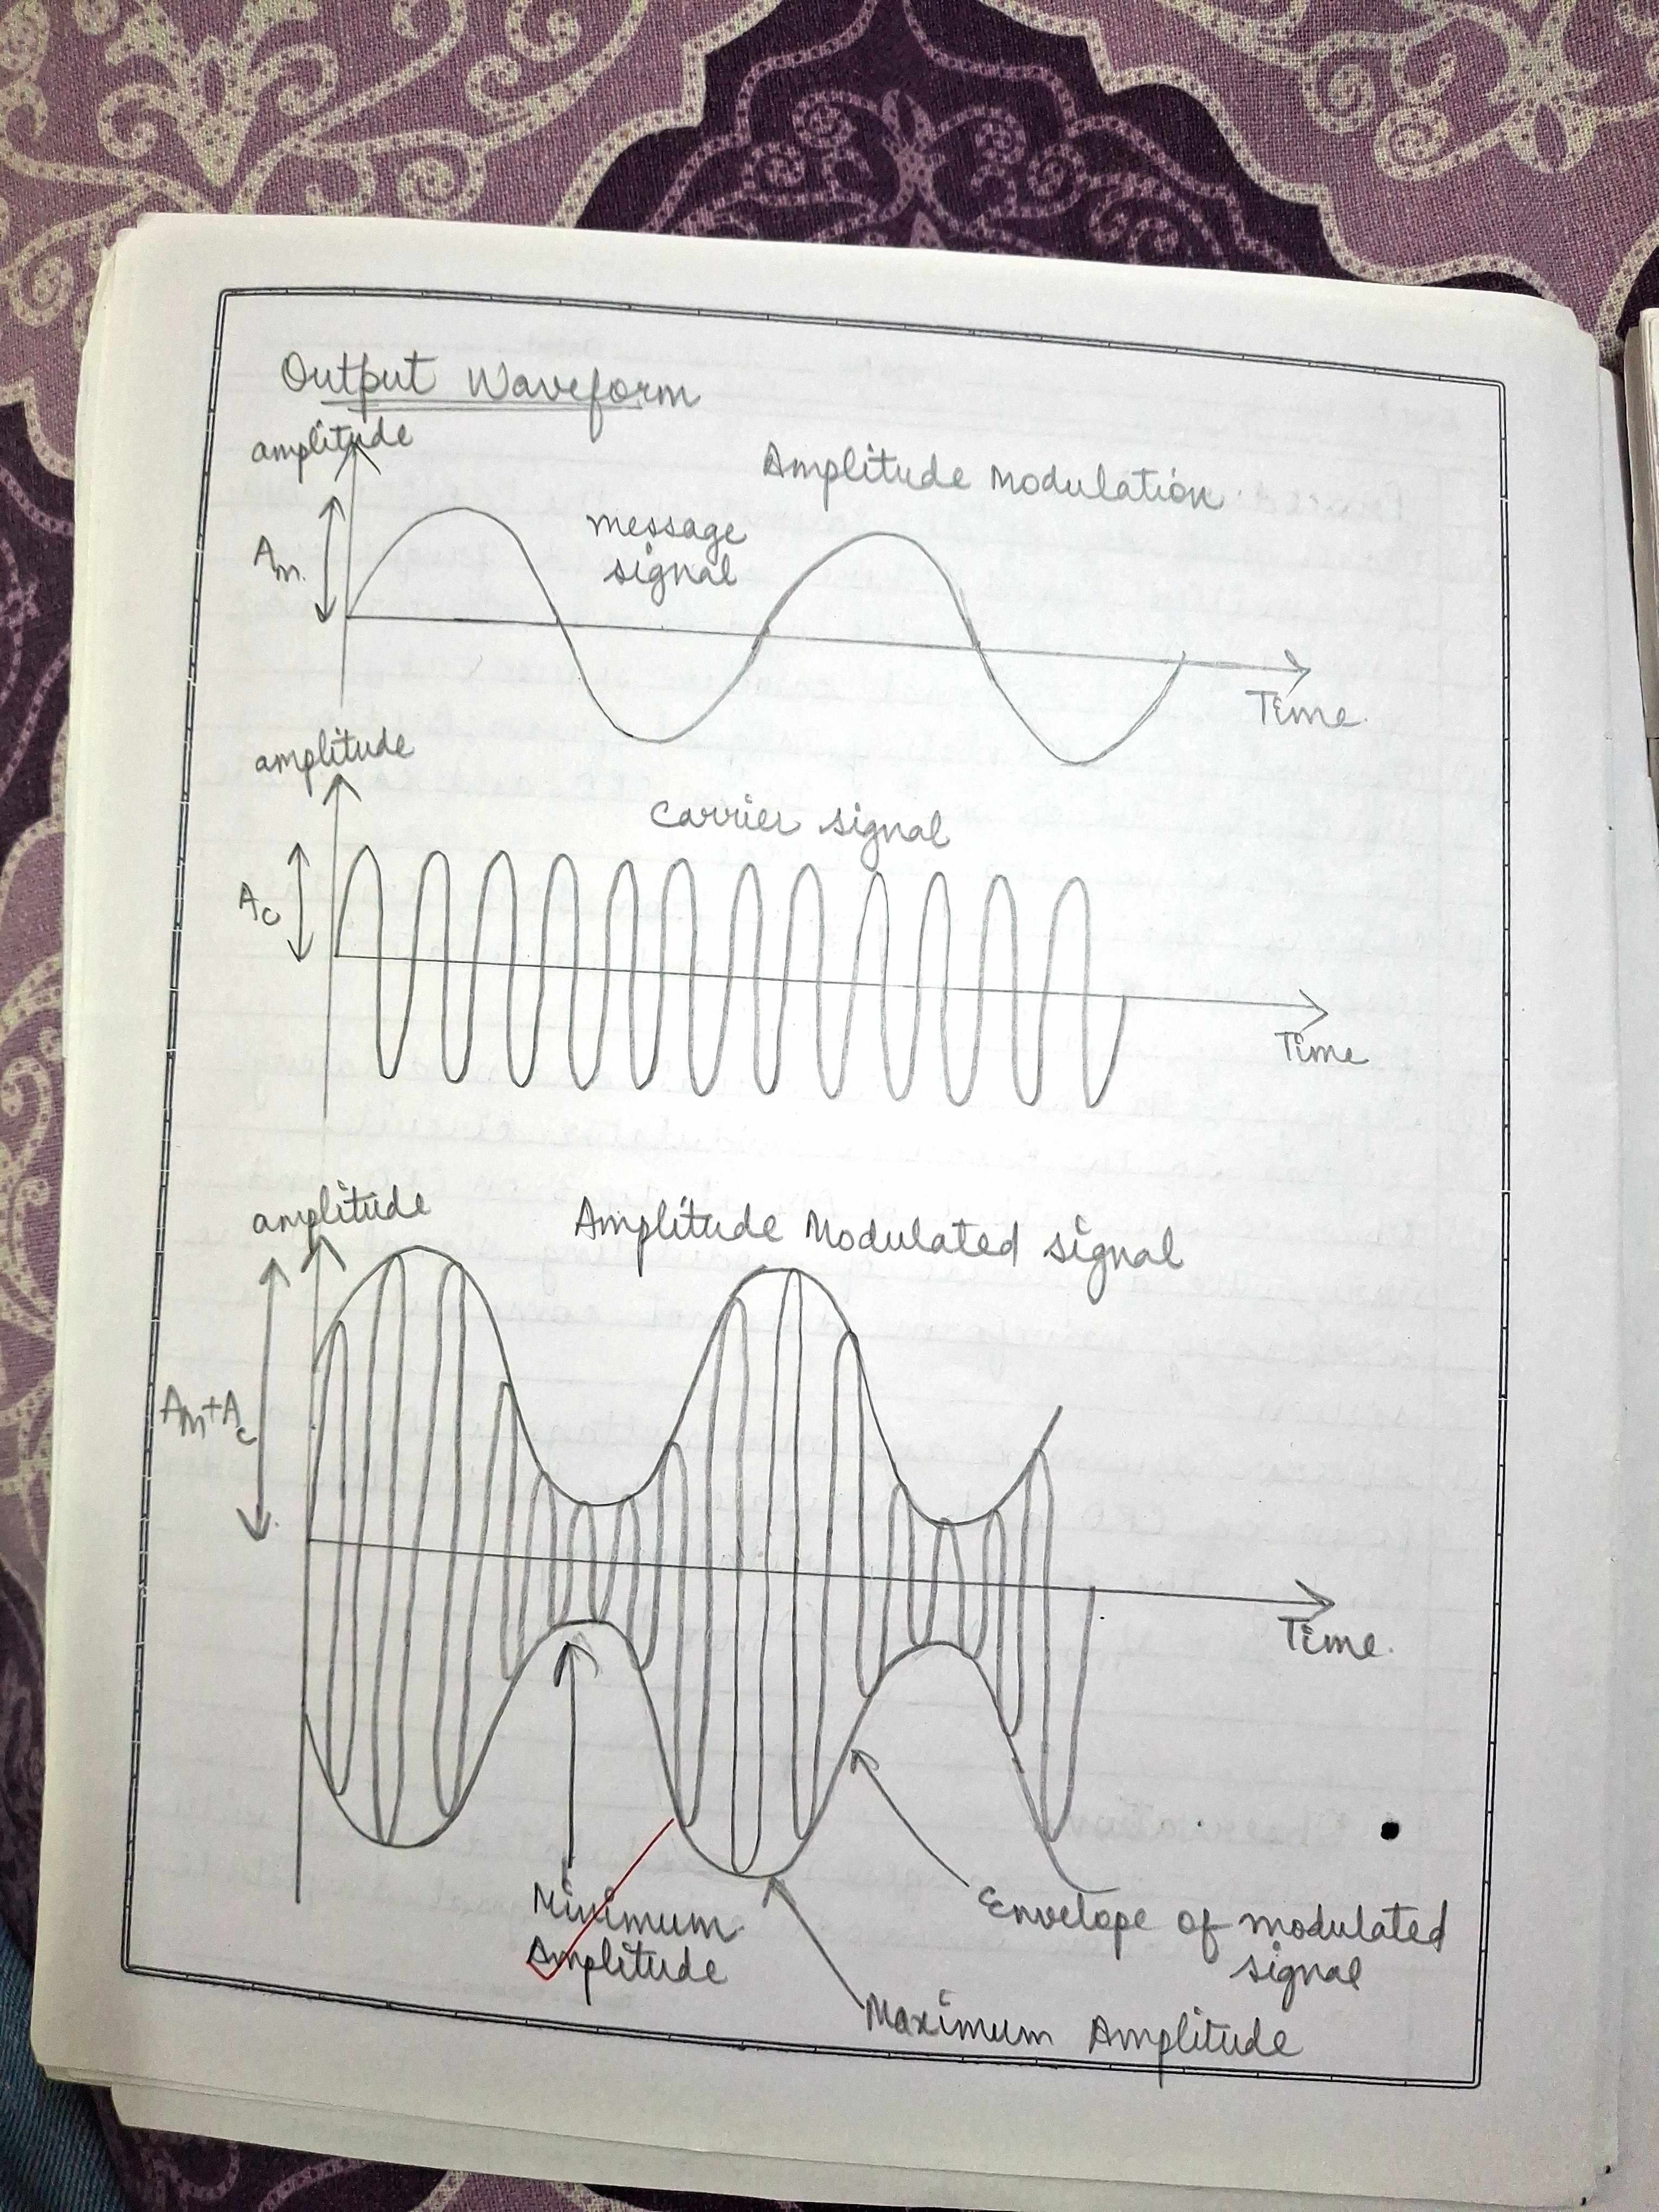 Output Waveform
amplitude
Amplitude Modulation
Am
message
signal
Time
amplitude
Carrier signal
Ac
Time
amplitude
Amplitude Modulated signal
Am+Ac
Time.
Minimum
Amplitude
Envelope of modulated
signal
Maximum Amplitude